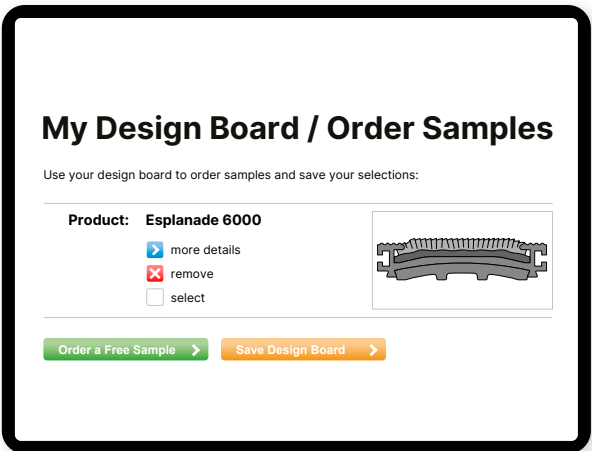 My Design Board / Order Samples
Use your design board to order samples and save your selections:
Product: Esplanade 6000
more details
remove
select
Order a Free Sample
Save Design Board